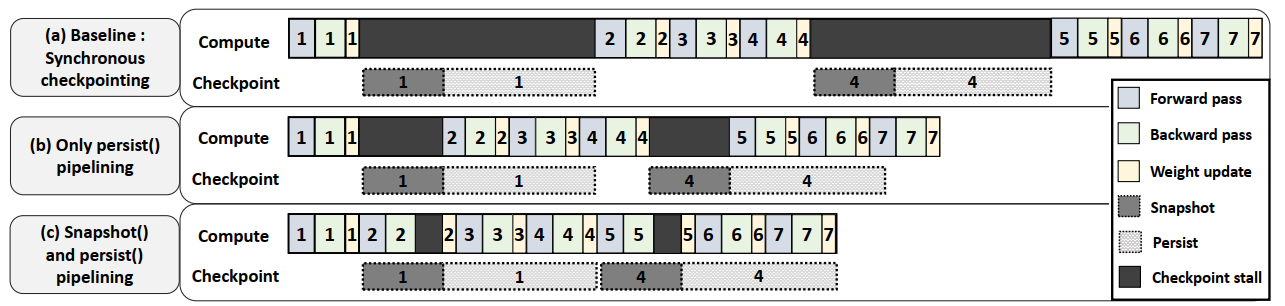 (a) Baseline :
Synchronous
checkpointing
Compute
1 1 1 2 2 2 3 3 3 4 4 4 5 5 5 6 6 6 7 7 7
Checkpoint
1 1 4 4
(b) Only persist()
pipelining
Compute
1 1 1 2 2 2 3 3 3 4 4 4 5 5 5 6 6 6 7 7 7
Checkpoint
1 1 4 4
(c) Snapshot()
and persist()
pipelining
Compute
1 1 1 2 2 2 3 3 3 4 4 4 5 5 5 6 6 6 7 7 7
Checkpoint
1 1 4 4
Forward pass
Backward pass
Weight update
Snapshot
Persist
Checkpoint stall